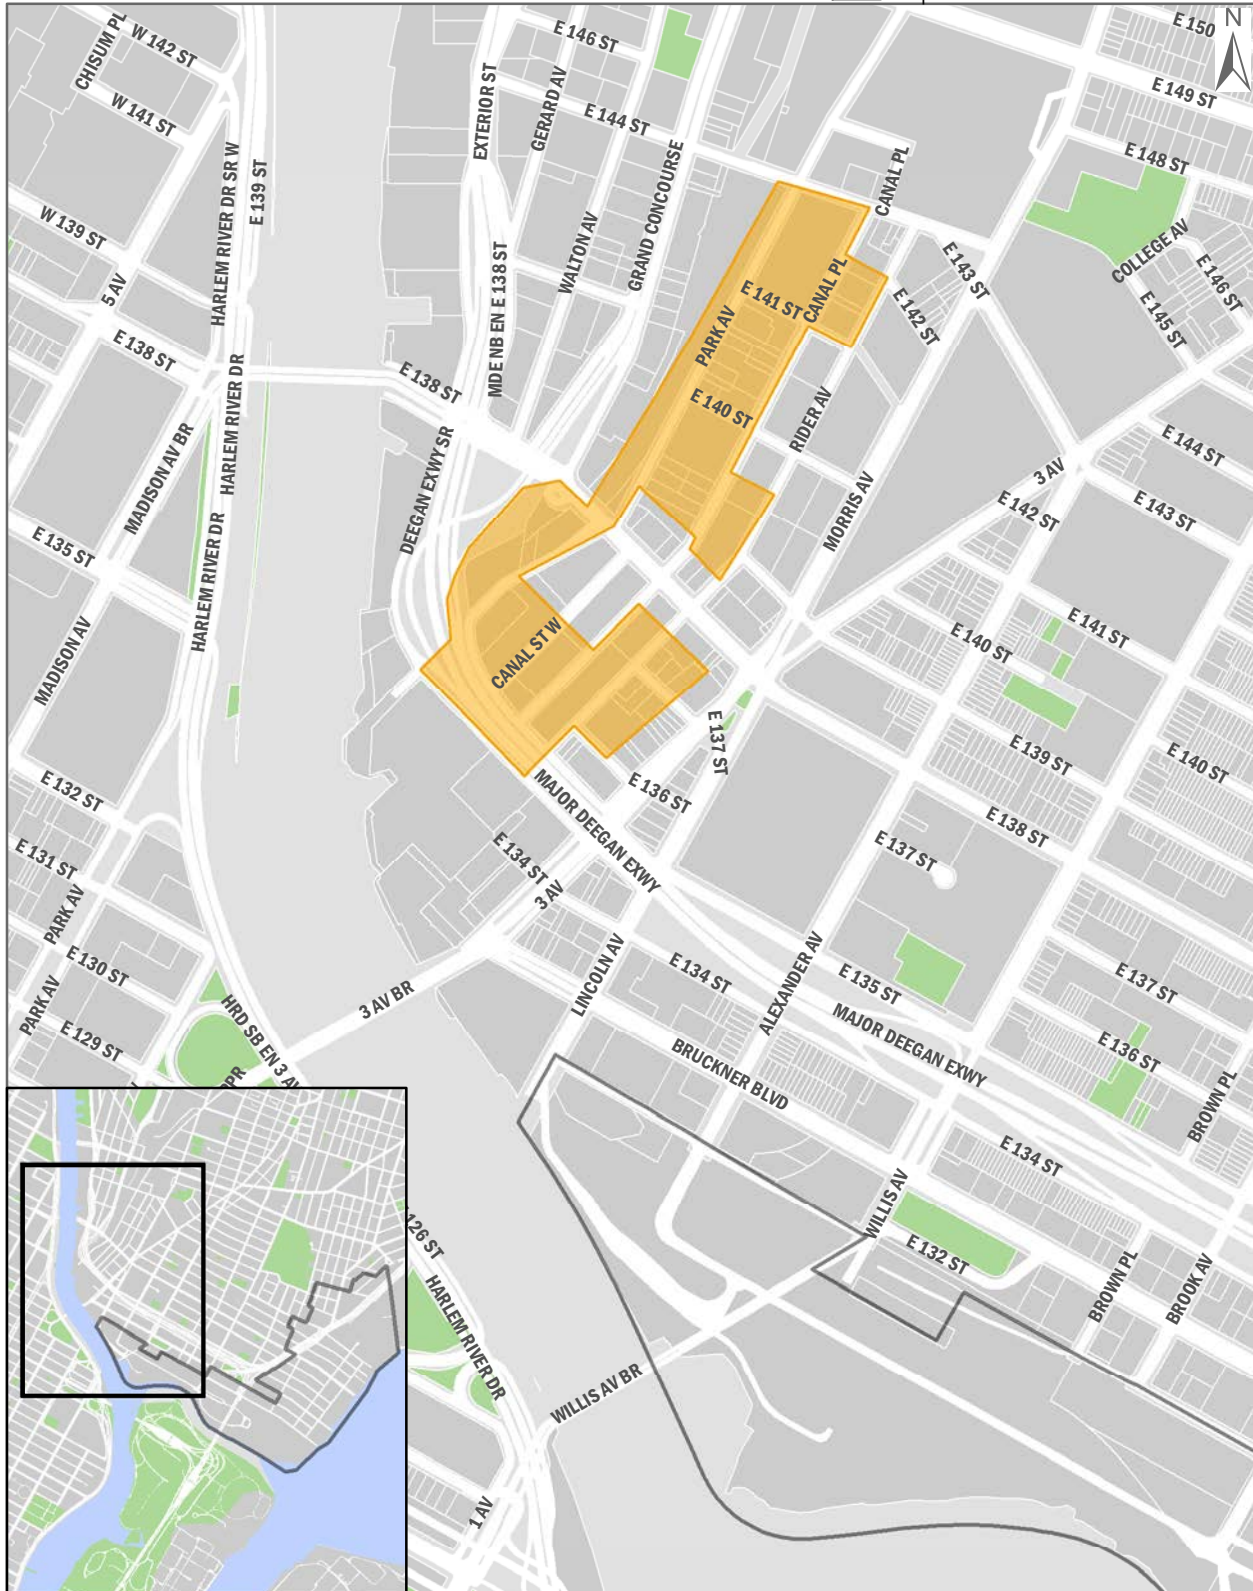 CHISUM PL
W 142 ST
E 146 ST
E 150
N
W 141 ST
EXTERIOR ST
GERARD AV
E 144 ST
E 149 ST
E 148 ST
HARLEM RIVER DR SR W
E 139 ST
W 139 ST
5 AV
MDE NB EN E 138 ST
WALTON AV
GRAND CONCOURSE
CANAL PL
COLLEGE AV
E 146 ST
E 145 ST
E 143 ST
E 142 ST
CANAL PL
E 141 ST
PARK AV
E 138 ST
E 138 ST
HARLEM RIVER DR
HARLEM RIVER DR
MADISON AV BR
E 140 ST
RIDER AV
MORRIS AV
3 AV
E 144 ST
E 143 ST
E 142 ST
DEEGAN EXWY SR
E 135 ST
HARLEM RIVER DR
MADISON AV
CANAL ST W
E 141 ST
E 140 ST
E 139 ST
E 140 ST
E 137 ST
E 136 ST
E 138 ST
E 132 ST
MAJOR DEEGAN EXWY
E 137 ST
E 131 ST
E 134 ST
3 AV
PARK AV
E 130 ST
LINCOLN AV
E 134 ST
ALEXANDER AV
E 135 ST
E 137 ST
PARK AV
E 129 ST
3 AV BR
HRD SB EN 3 AV
PR
MAJOR DEEGAN EXWY
E 136 ST
BRUCKNER BLVD
BROWN PL
E 134 ST
WILLIS AV
E 132 ST
BROWN PL
BROOK AV
126 ST
HARLEM RIVER DR
WILLIS AV BR
1 AV